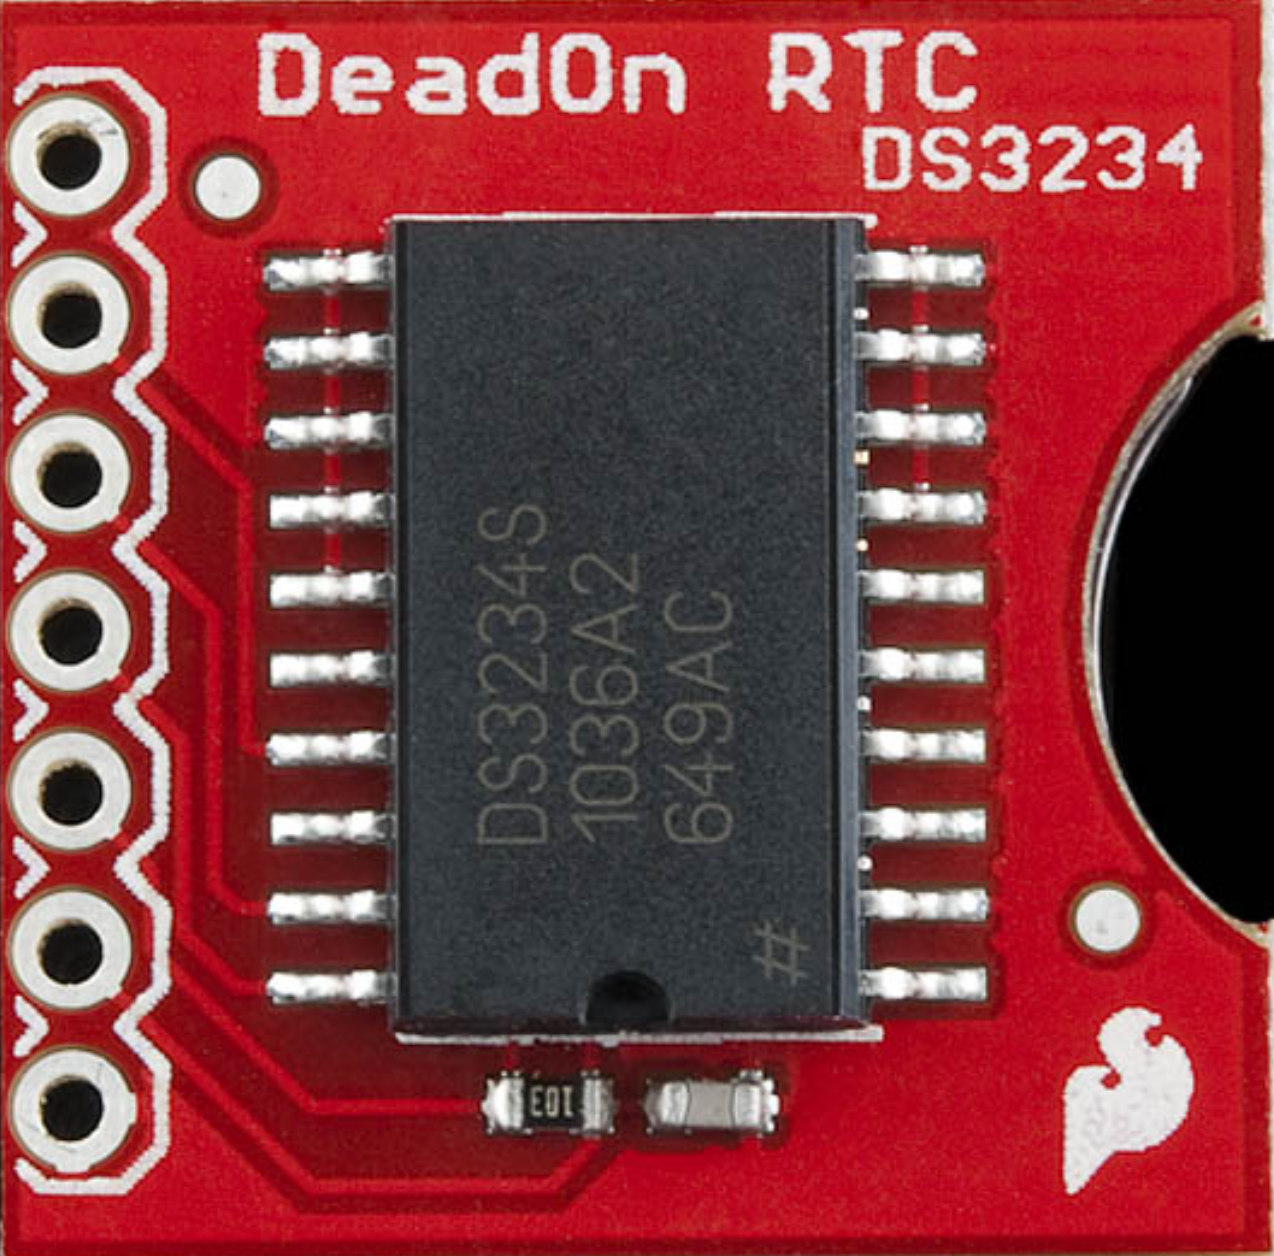 DeadOn RTC
DS3234
DS3234S
1036A2
649AC
#
103